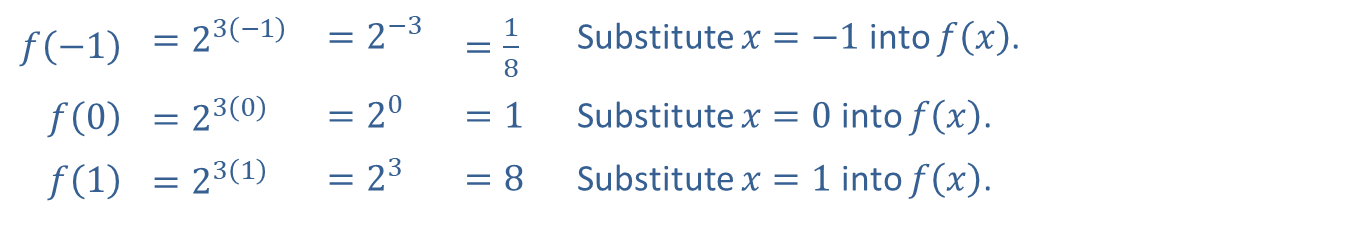 f(−1) = 2^{3(−1)} = 2^{−3} = 1/8 Substitute x = −1 into f(x).
f(0) = 2^{3(0)} = 2^0 = 1 Substitute x = 0 into f(x).
f(1) = 2^{3(1)} = 2^3 = 8 Substitute x = 1 into f(x).